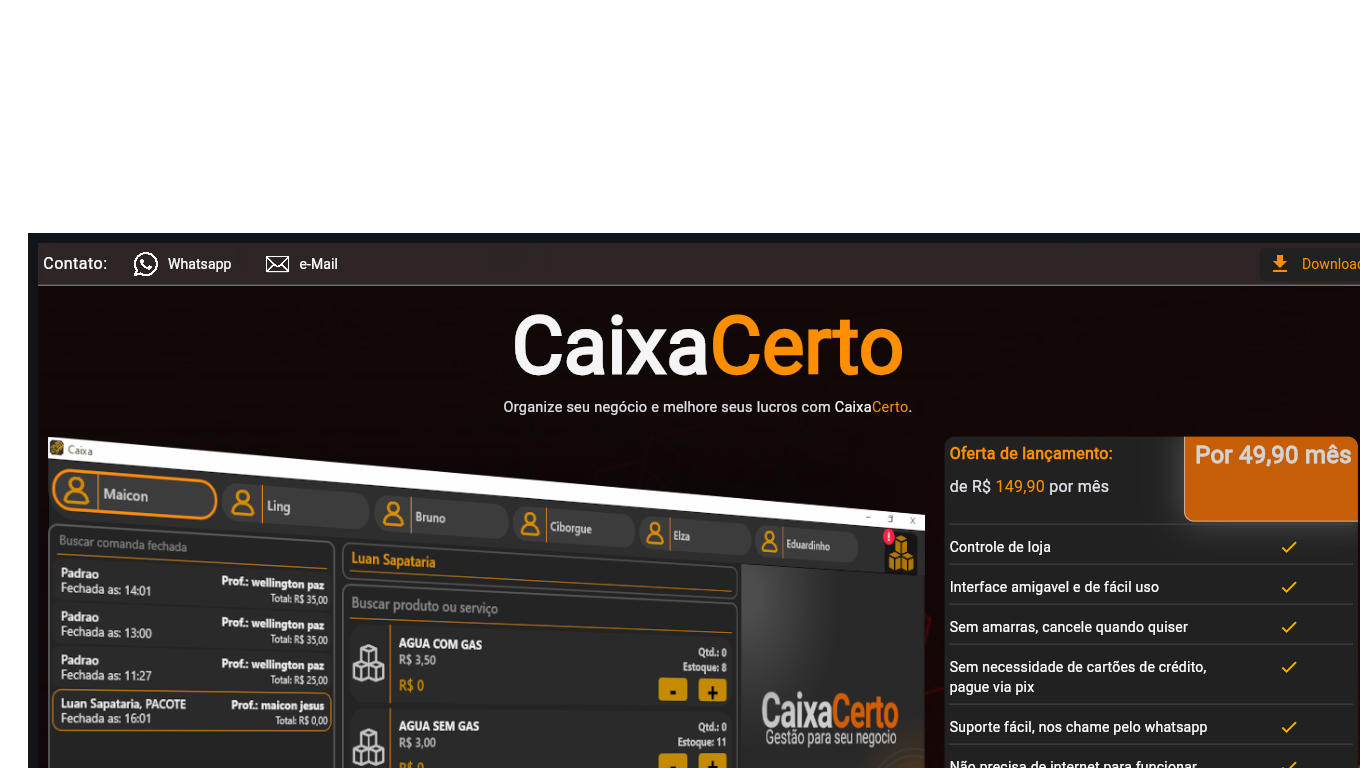 Contato:
Whatsapp
e-Mail
Download
CaixaCerto
Organize seu negócio e melhore seus lucros com CaixaCerto.
Caixa
Maicon
Ling
Bruno
Ciborgue
Elza
Eduardinho
Buscar comanda fechada
Padrao
Prof.: wellington paz
Fechada as: 14:01
Total: R$ 35,00
Padrao
Prof.: wellington paz
Fechada as: 13:00
Total: R$ 35,00
Padrao
Prof.: wellington paz
Fechada as: 11:27
Total: R$ 25,00
Luan Sapataria, PACOTE
Prof.: maicon jesus
Fechada as: 16:01
Total: R$ 0,00
Luan Sapataria
Buscar produto ou serviço
AGUA COM GAS
Qtd.: 0
R$ 3,50
Estoque: 8
R$ 0
- +
AGUA SEM GAS
Qtd.: 0
R$ 3,00
Estoque: 11
R$ 0
- +
CaixaCerto
Gestão para seu negocio
Oferta de lançamento:
de R$ 149,90 por mês
Por 49,90 mês
Controle de loja
Interface amigavel e de fácil uso
Sem amarras, cancele quando quiser
Sem necessidade de cartões de crédito,
pague via pix
Suporte fácil, nos chame pelo whatsapp
Não precisa de internet para funcionar